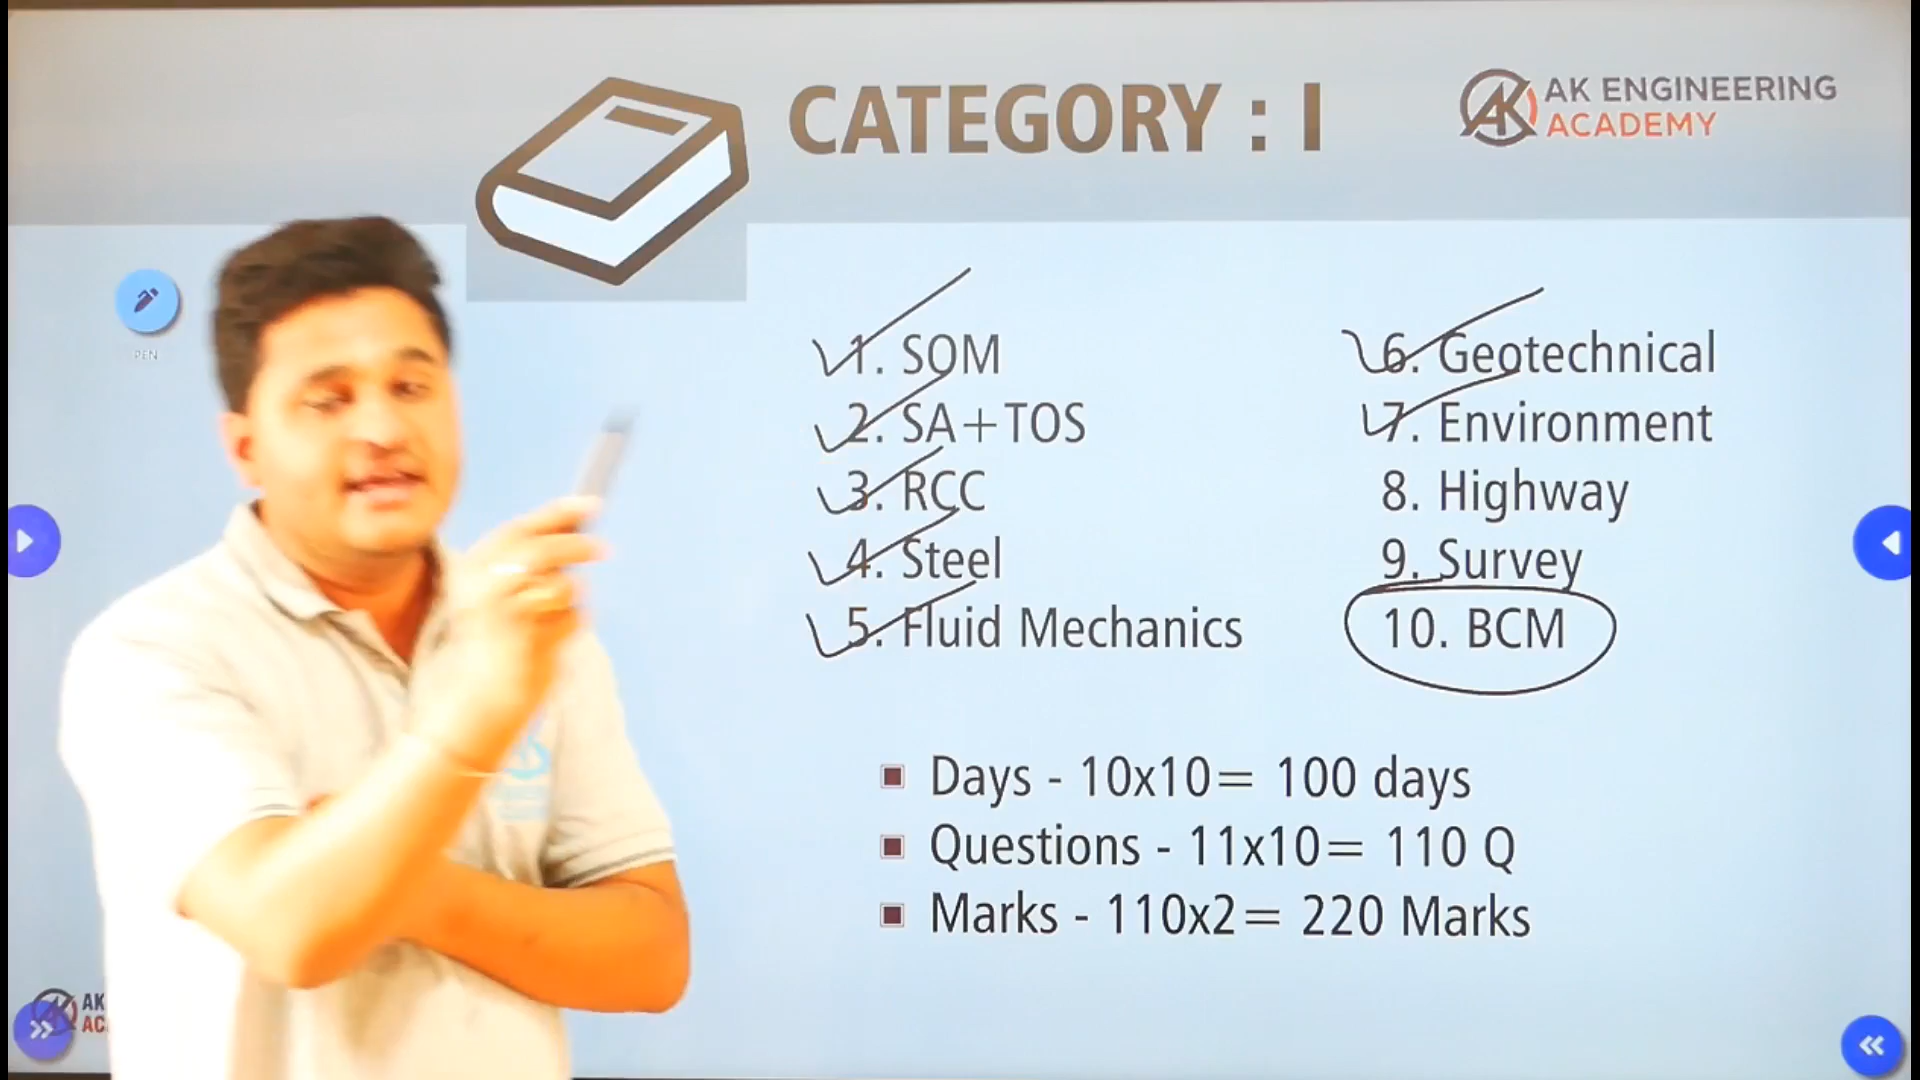 CATEGORY : I
AK ENGINEERING
ACADEMY
PEN
1. SOM
2. SA+TOS
3. RCC
4. Steel
5. Fluid Mechanics
6. Geotechnical
7. Environment
8. Highway
9. Survey
10. BCM
Days - 10x10= 100 days
Questions - 11x10= 110 Q
Marks - 110x2= 220 Marks
AK
AC